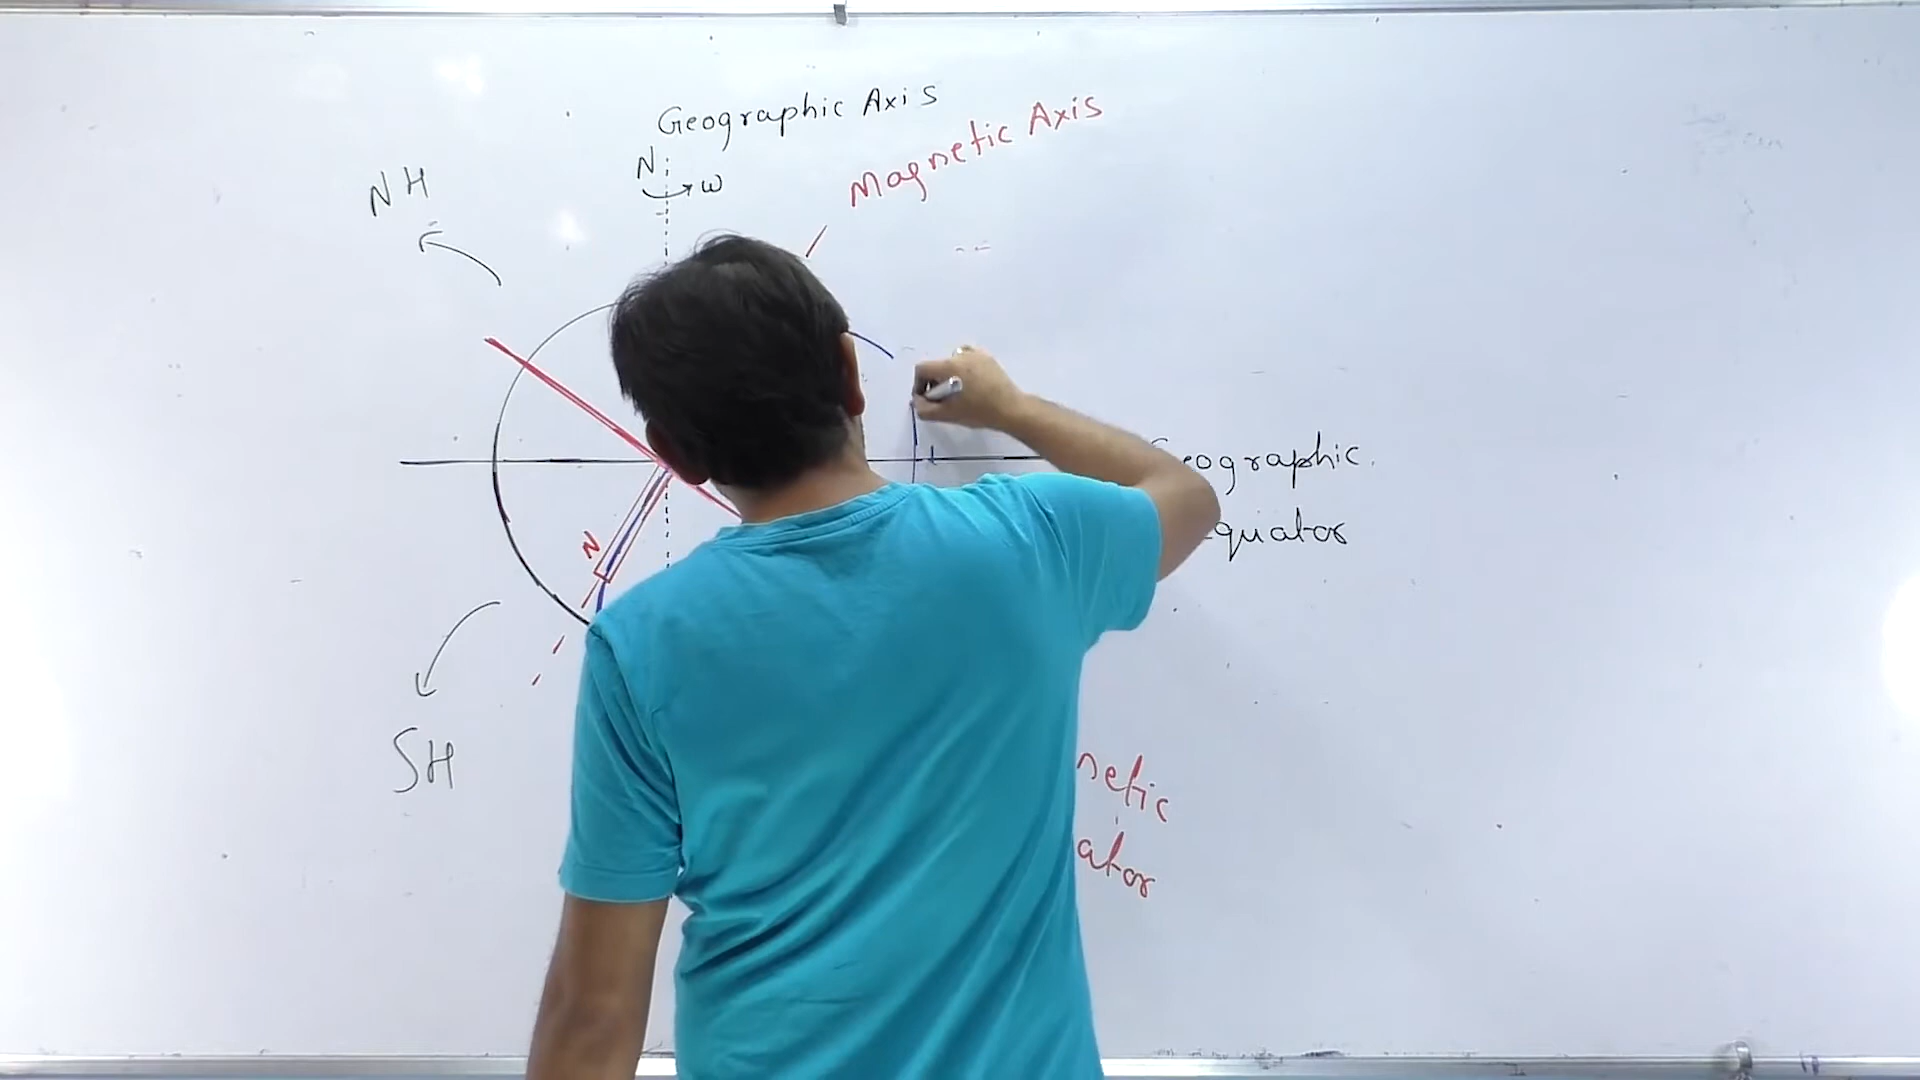 Geographic Axis
Magnetic Axis
N
ω
NH
eographic.
quator
N
SH
netic
ator